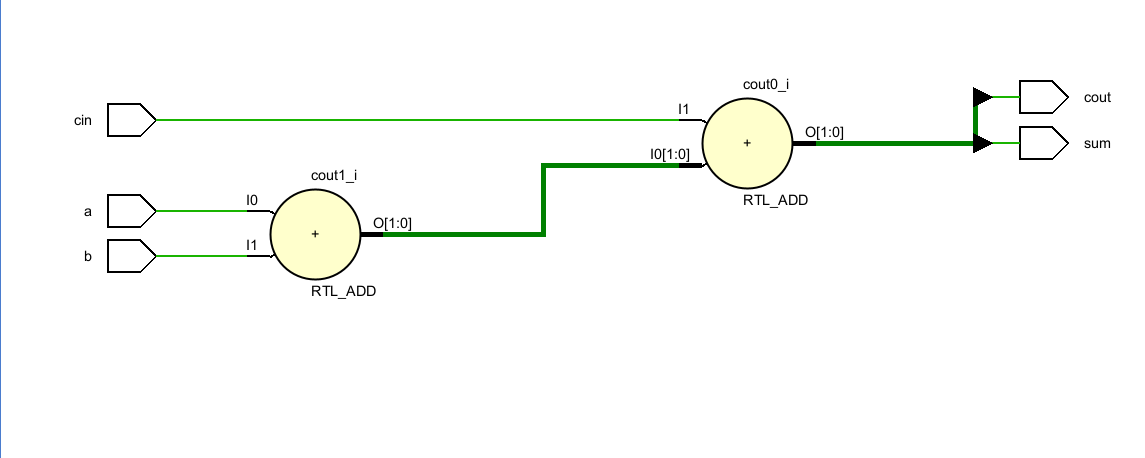 cout0_i
cin
I1
cout
+
O[1:0]
sum
I0[1:0]
RTL_ADD
cout1_i
a
I0
+
O[1:0]
b
I1
RTL_ADD